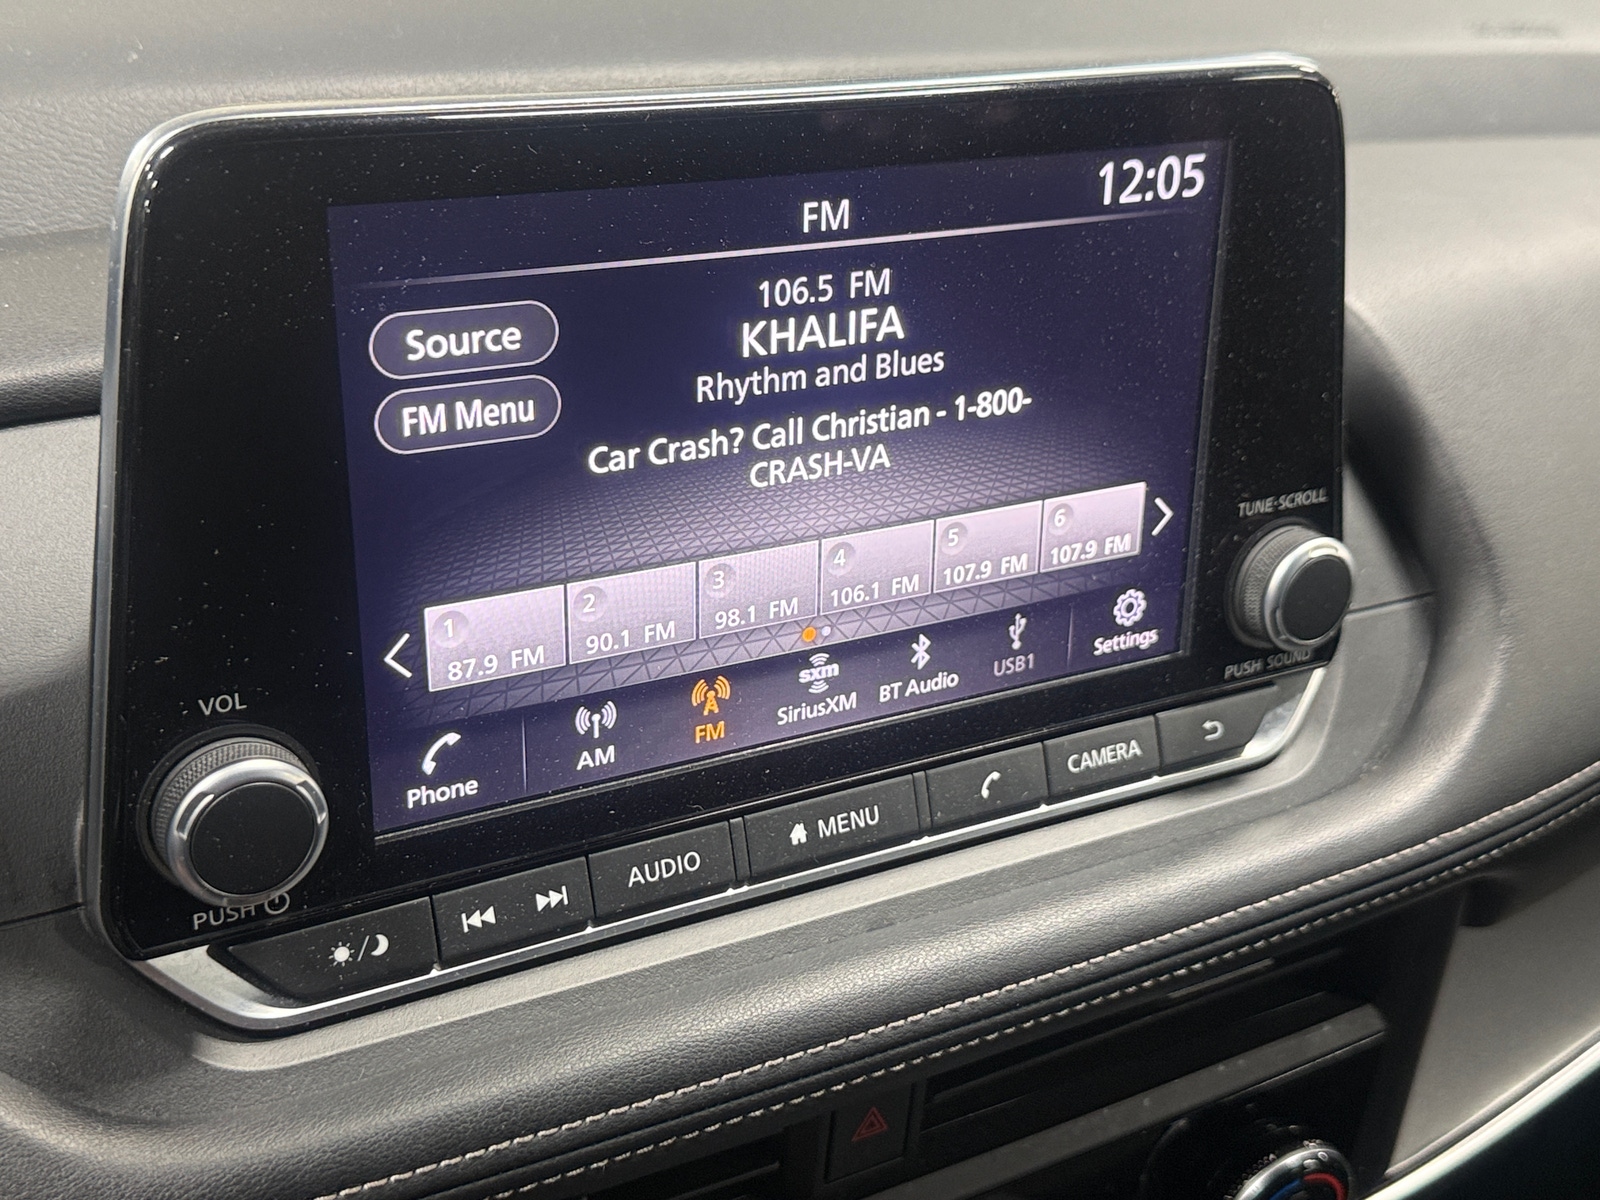 12:05
FM
106.5 FM
KHALIFA
Rhythm and Blues
Car Crash? Call Christian - 1-800-
CRASH-VA
Source
FM Menu
1
87.9 FM
2
90.1 FM
3
98.1 FM
4
106.1 FM
5
107.9 FM
6
107.9 FM
Phone
AM
FM
sxm
SiriusXM
BT Audio
USB1
Settings
VOL
PUSH
TUNE·SCROLL
PUSH SOUND
AUDIO
MENU
CAMERA